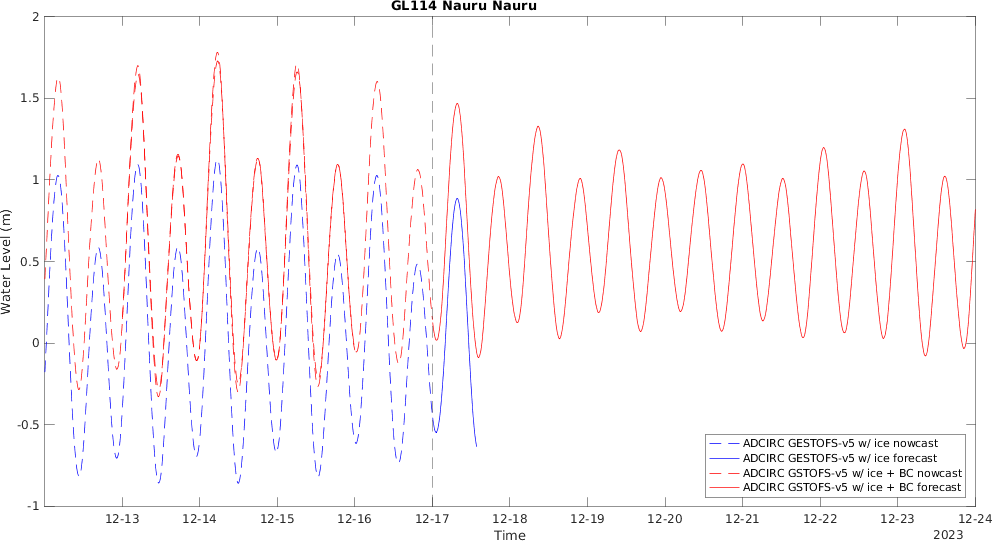 GL114 Nauru Nauru
2
1.5
1
0.5
0
-0.5
-1
Water Level (m)
12-13
12-14
12-15
12-16
12-17
12-18
12-19
12-20
12-21
12-22
12-23
12-24
Time
2023
ADCIRC GESTOFS-v5 w/ ice nowcast
ADCIRC GESTOFS-v5 w/ ice forecast
ADCIRC GSTOFS-v5 w/ ice + BC nowcast
ADCIRC GSTOFS-v5 w/ ice + BC forecast